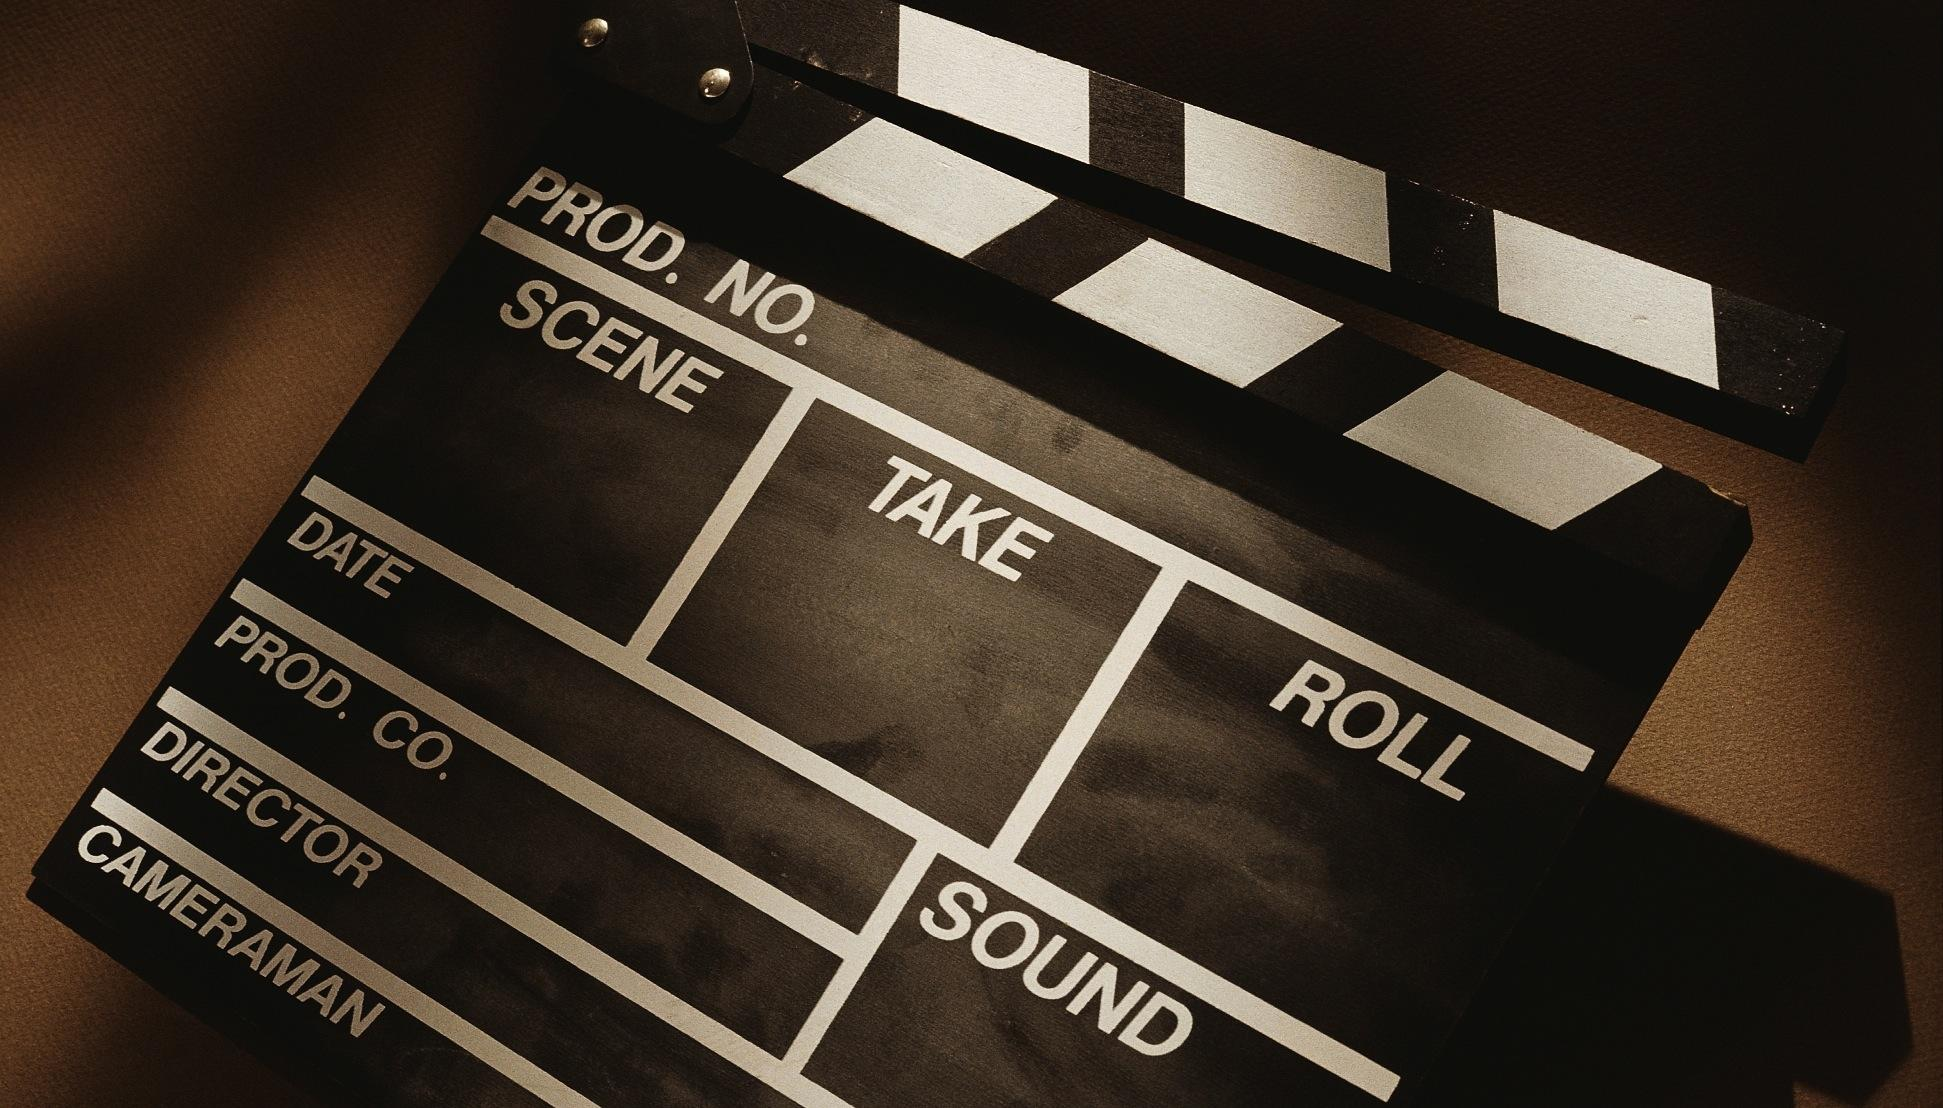 PROD. NO.
SCENE
TAKE
ROLL
DATE
PROD. CO.
DIRECTOR
CAMERAMAN
SOUND